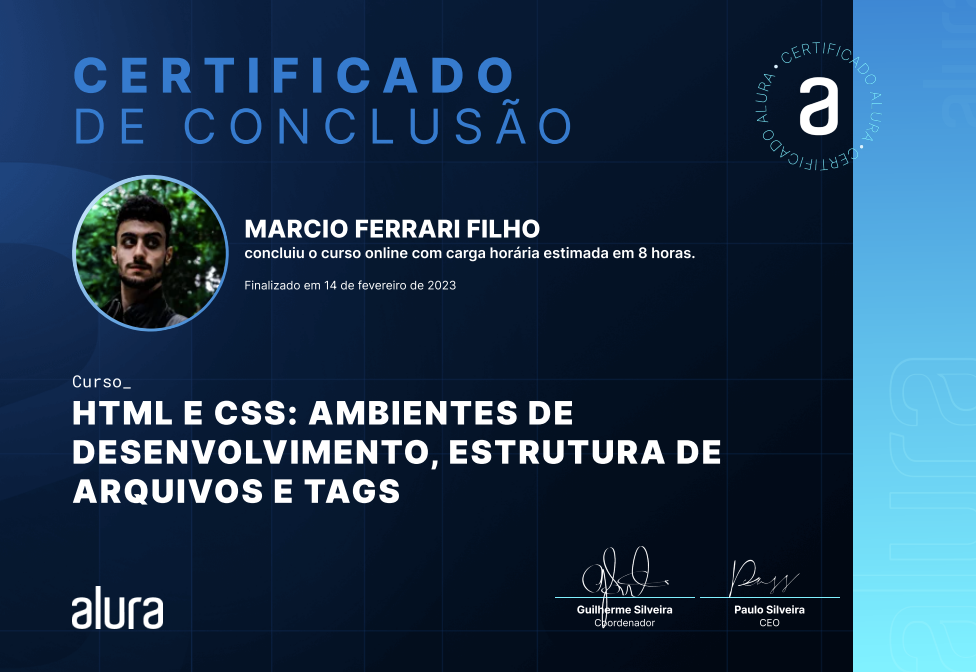 CERTIFICADO
DE CONCLUSÃO
• CERTIFICADO ALURA • CERTIFICADO ALURA
a
MARCIO FERRARI FILHO
concluiu o curso online com carga horária estimada em 8 horas.
Finalizado em 14 de fevereiro de 2023
Curso_
HTML E CSS: AMBIENTES DE
DESENVOLVIMENTO, ESTRUTURA DE
ARQUIVOS E TAGS
alura
Guilherme Silveira
Coordenador
Paulo Silveira
CEO
alura
alura